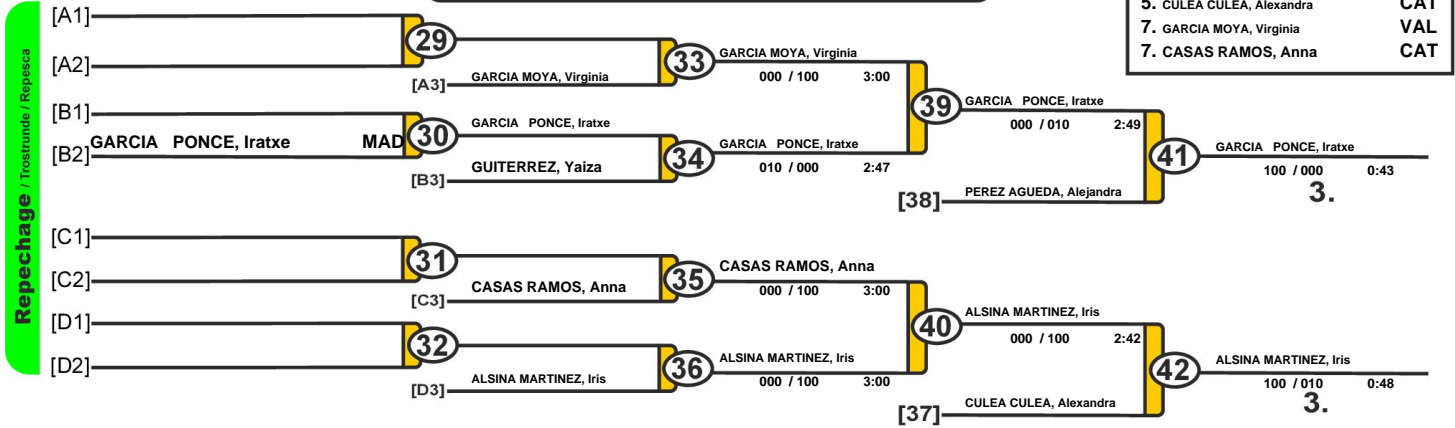 5. CULEA CULEA, Alexandra CAT
7. GARCIA MOYA, Virginia VAL
7. CASAS RAMOS, Anna CAT
Repechage / Trostrunde / Repesca
[A1]
29
[A2]
GARCIA MOYA, Virginia
[A3]
33
GARCIA MOYA, Virginia
000 / 100 3:00
[B1]
GARCIA PONCE, Iratxe MAD
[B2]
30
GARCIA PONCE, Iratxe
GUITERREZ, Yaiza
[B3]
34
GARCIA PONCE, Iratxe
010 / 000 2:47
39
GARCIA PONCE, Iratxe
000 / 010 2:49
[38]
PEREZ AGUEDA, Alejandra
41
GARCIA PONCE, Iratxe
100 / 000 0:43
3.
[C1]
31
[C2]
CASAS RAMOS, Anna
[C3]
35
CASAS RAMOS, Anna
000 / 100 3:00
[D1]
32
[D2]
ALSINA MARTINEZ, Iris
[D3]
36
ALSINA MARTINEZ, Iris
000 / 100 3:00
40
ALSINA MARTINEZ, Iris
000 / 100 2:42
[37]
CULEA CULEA, Alexandra
42
ALSINA MARTINEZ, Iris
100 / 010 0:48
3.